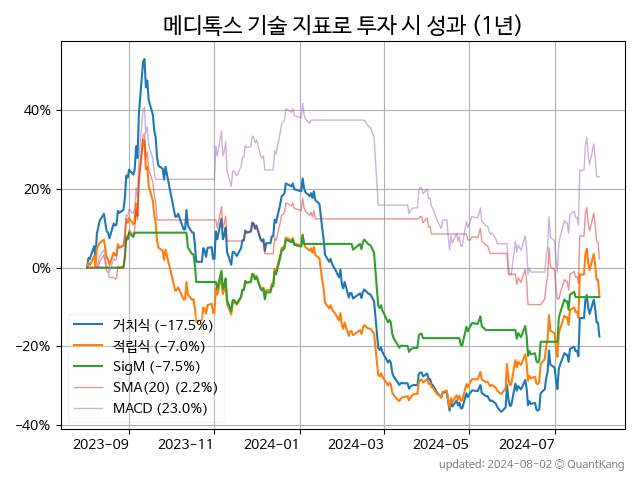 메디톡스 기술 지표로 투자 시 성과 (1년)
40%
20%
0%
−20%
−40%
거치식 (−17.5%)
적립식 (−7.0%)
SigM (−7.5%)
SMA(20) (2.2%)
MACD (23.0%)
2023-09
2023-11
2024-01
2024-03
2024-05
2024-07
updated: 2024-08-02 © QuantKang